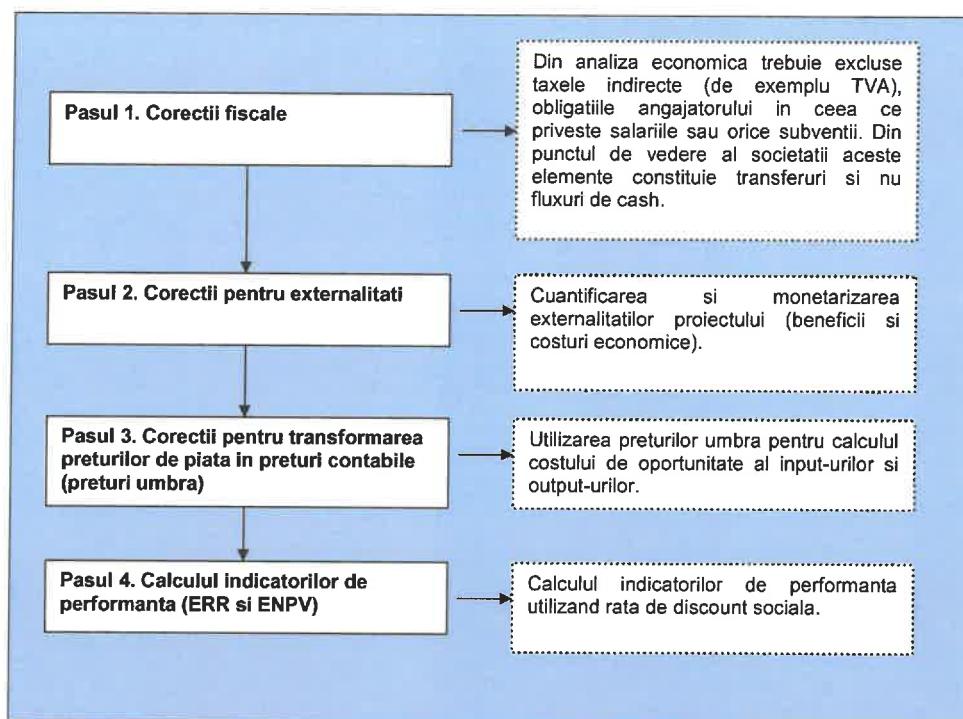 Pasul 1. Corectii fiscale
Din analiza economica trebuie excluse
taxele indirecte (de exemplu TVA),
obligatiile angajatorului in ceea ce
priveste salariile sau orice subventii. Din
punctul de vedere al societatii aceste
elemente constituie transferuri si nu
fluxuri de cash.
Pasul 2. Corectii pentru externalitati
Cuantificarea si monetarizarea
externalitatilor proiectului (beneficii si
costuri economice).
Pasul 3. Corectii pentru transformarea
preturilor de piata in preturi contabile
(preturi umbra)
Utilizarea preturilor umbra pentru calculul
costului de oportunitate al input-urilor si
output-urilor.
Pasul 4. Calculul indicatorilor de
performanta (ERR si ENPV)
Calculul indicatorilor de performanta
utilizand rata de discount sociala.